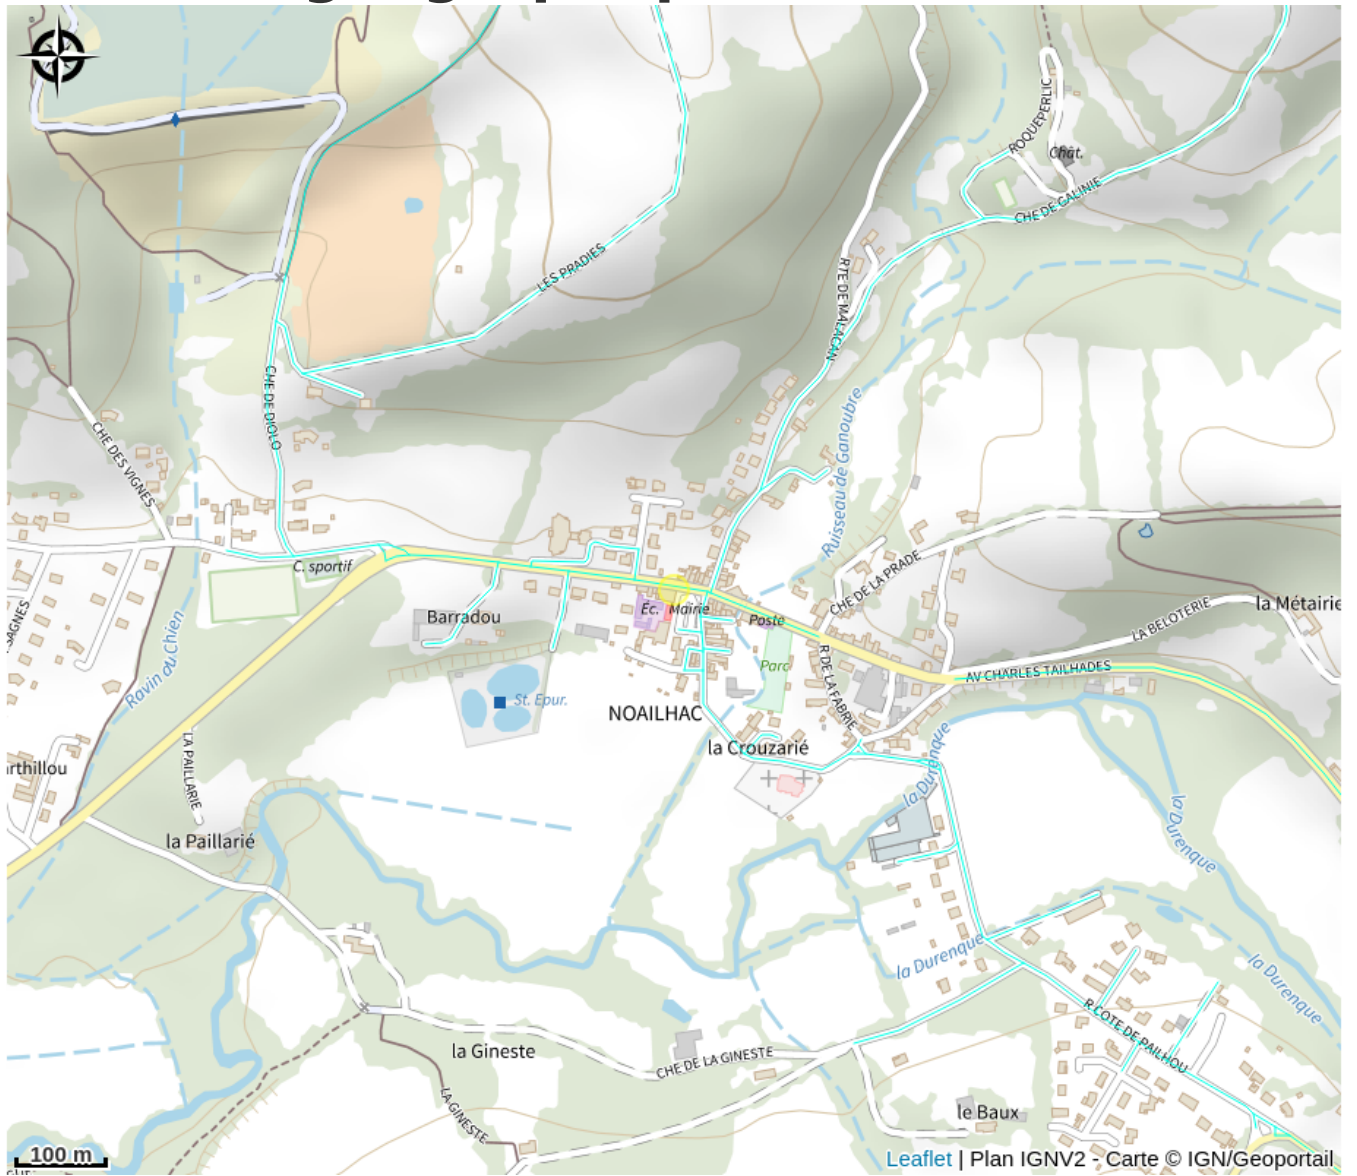 ROQUEPERLIC
Chât.
CHE DE GALINIE
LES PRADIES
RTE DE MALACAN
CHE DE DIOLO
CHE DES VIGNES
Ruisseau de Ganoubre
C. sportif
CHE DE LA PRADE
Barradou
Éc.
Mairie
Poste
la Métairie
LA BELOTERIE
SAGNES
Ravin du Chien
Parc
R DE LA FABRIE
AV CHARLES TAILHADES
St. Epur.
NOAILHAC
la Crouzarié
la Durenque
arthillou
LA PAILLARIE
la Paillarié
la Durenque
la Durenque
la Durenque
R COTE DE PAILHOU
la Gineste
CHE DE LA GINESTE
LA GINESTE
le Baux
100 m
Leaflet | Plan IGNV2 - Carte © IGN/Geoportail